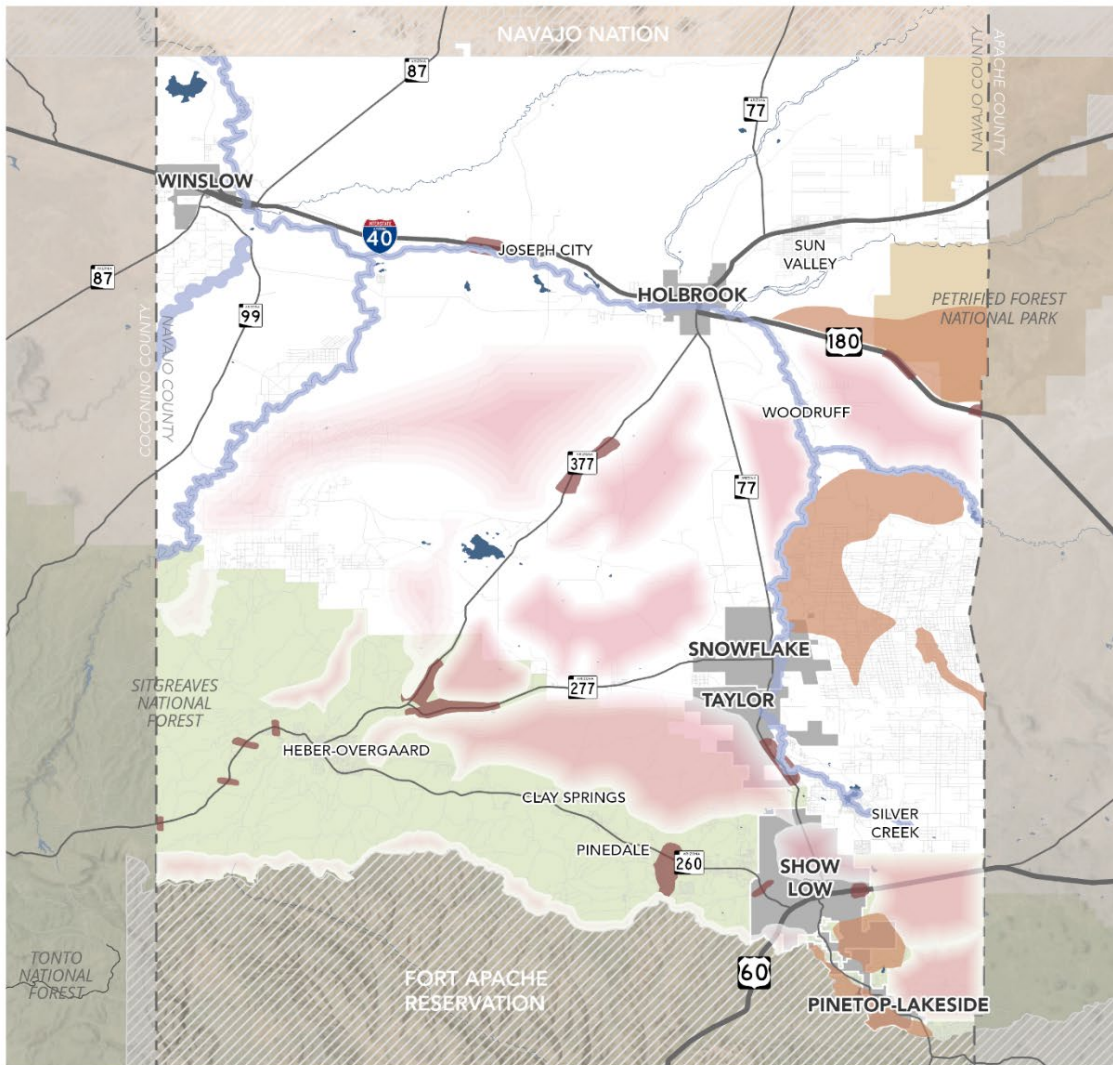 NAVAJO NATION
87
77
NAVAJO COUNTY
APACHE COUNTY
WINSLOW
INTERSTATE
40
JOSEPH CITY
SUN
VALLEY
87
99
HOLBROOK
PETRIFIED FOREST
NATIONAL PARK
COCONINO COUNTY
NAVAJO COUNTY
180
WOODRUFF
377
77
SNOWFLAKE
277
TAYLOR
SITGREAVES
NATIONAL
FOREST
HEBER-OVERGAARD
CLAY SPRINGS
SILVER
CREEK
PINEDALE
260
SHOW
LOW
TONTO
NATIONAL
FOREST
FORT APACHE
RESERVATION
60
PINETOP-LAKESIDE